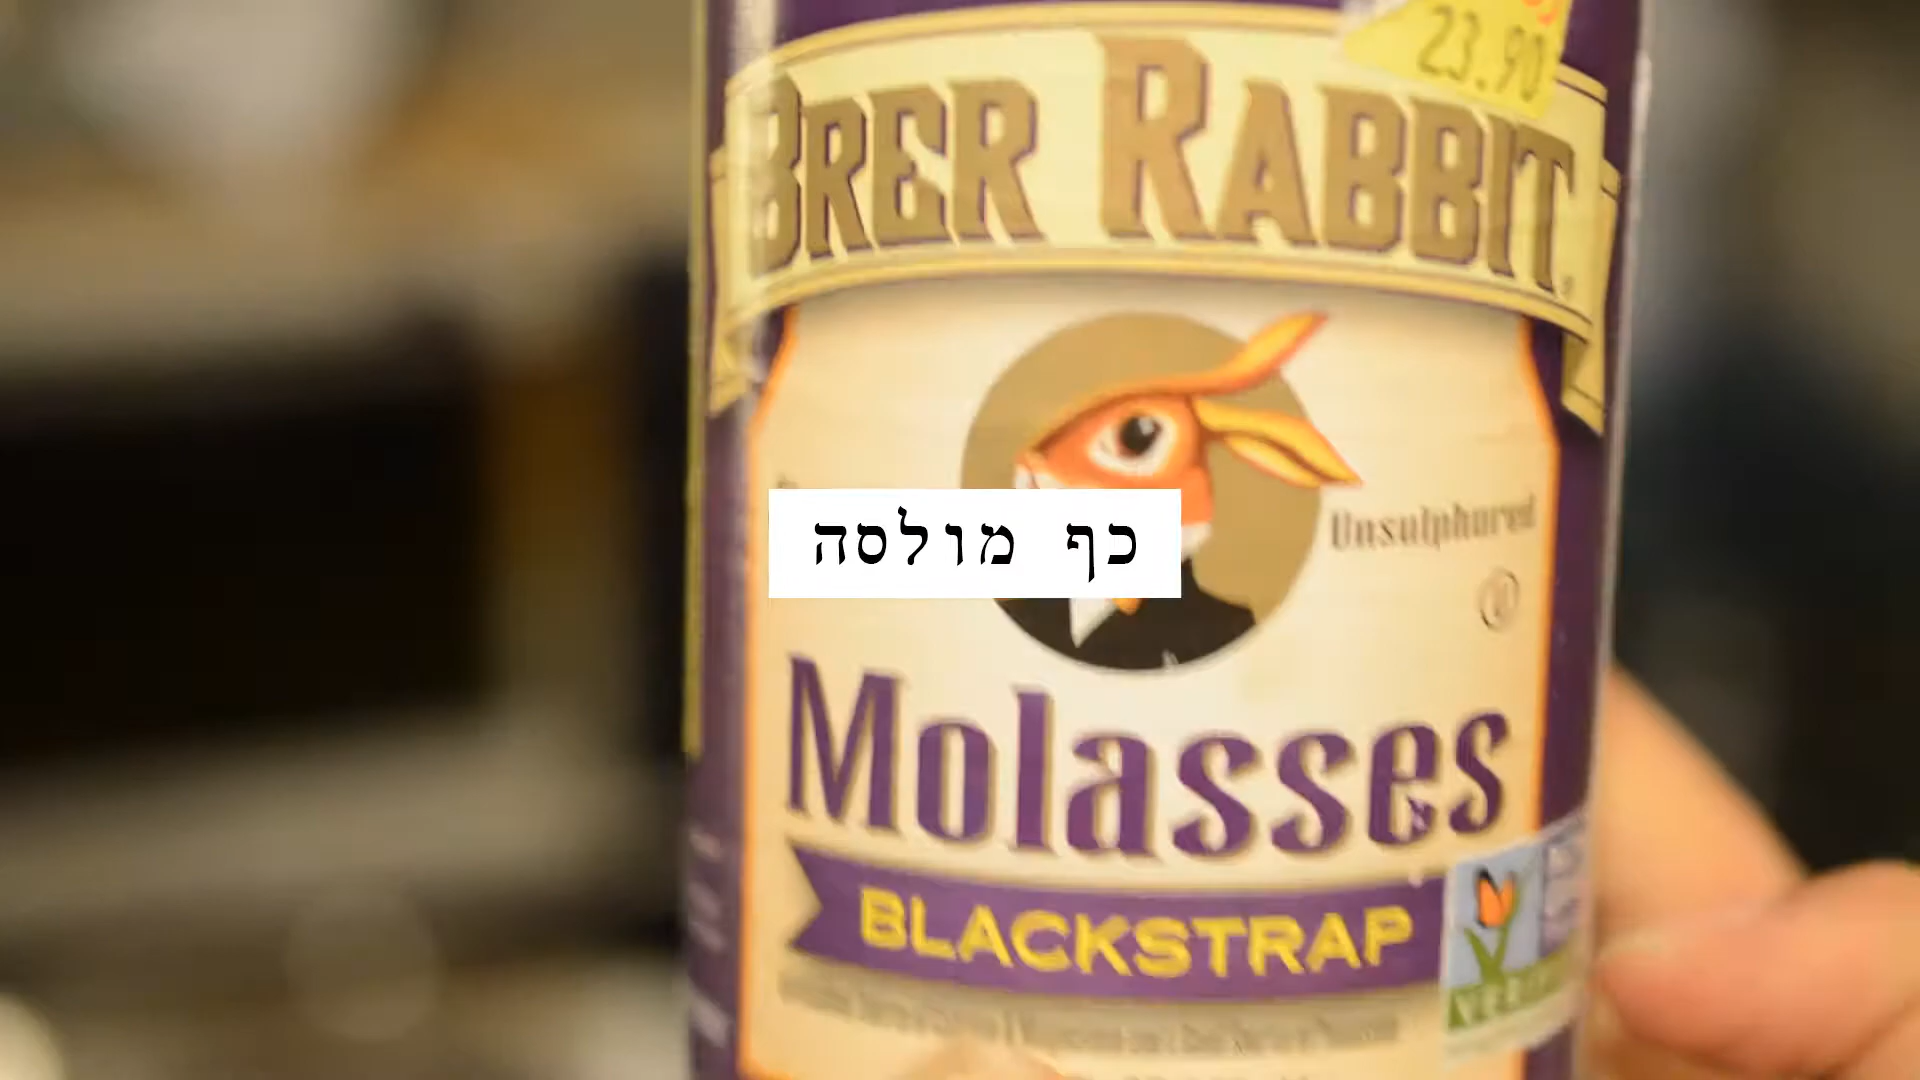 23.90
BRER RABBIT
Unsulphured
כף מולסה
Molasses
BLACKSTRAP